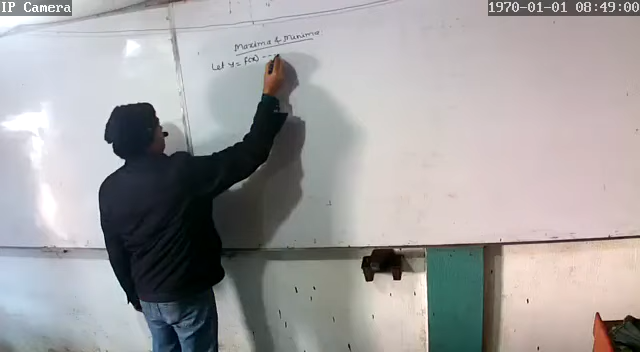 IP Camera
1970-01-01 08:49:00
Maxima & Minima
Let y = f(x) ---